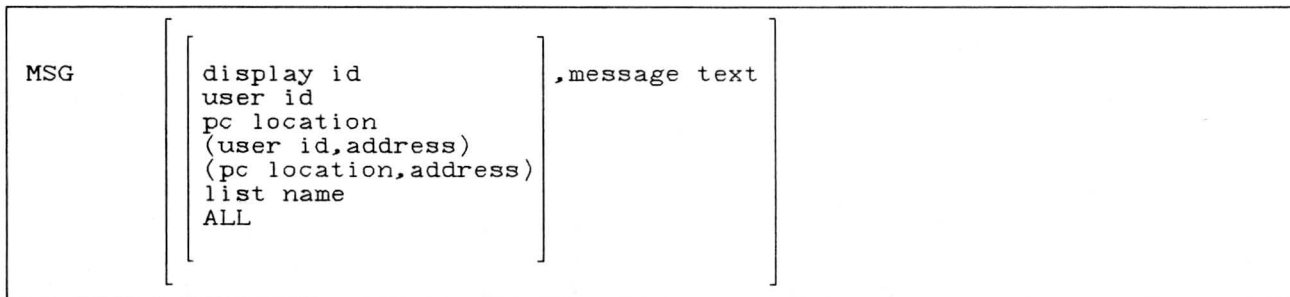 MSG display id ,message text
user id
pc location
(user id,address)
(pc location,address)
list name
ALL